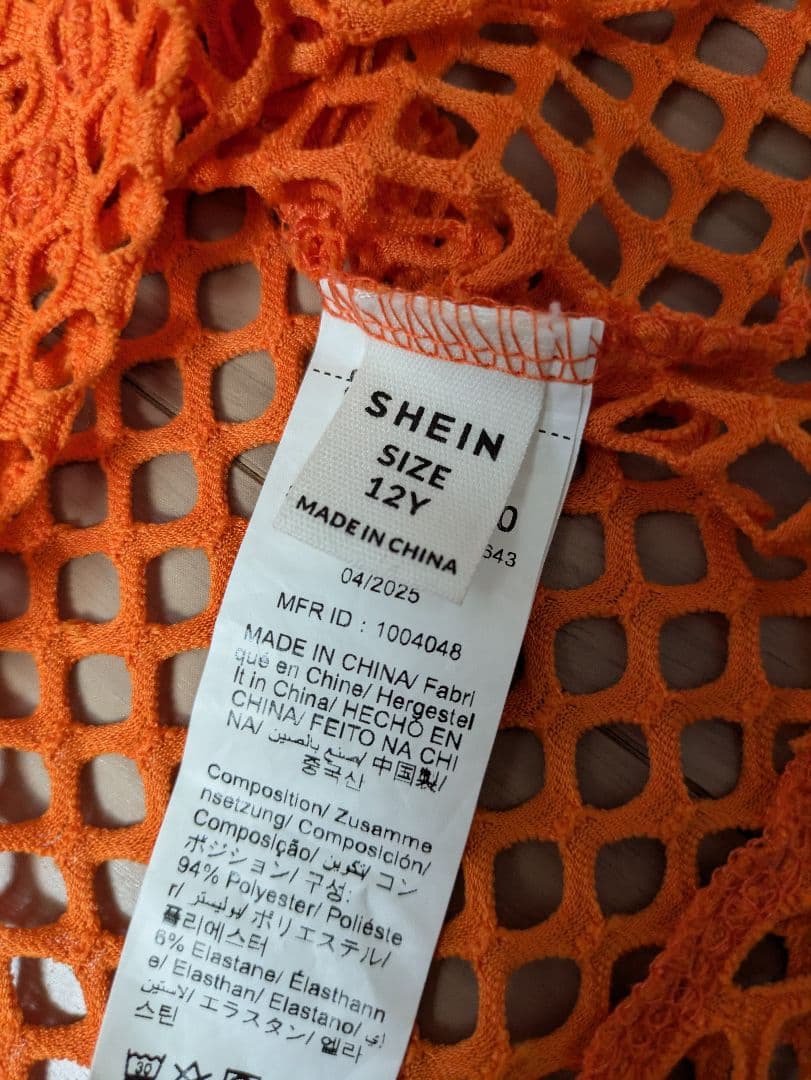 SHEIN
SIZE
12Y
MADE IN CHINA
0
643
04/2025
MFR ID : 1004048
MADE IN CHINA/ Fabri
qué en Chine/ Hergestel
lt in China/ HECHO EN
CHINA/ FEITO NA CHI
NA/ صنع بالصين/ 中国製/
중국산
Composition/ Zusamme
nsetzung/ Composición/
Composição/ تكوين/ コン
ポジション/ 구성:
94% Polyester/ Poliéste
r/ بوليستر/ ポリエステル/
폴리에스터
6% Elastane/ Élasthann
e/ Elasthan/ Elastano/ إي
لاستين/ エラスタン/ 엘라
스틴
30